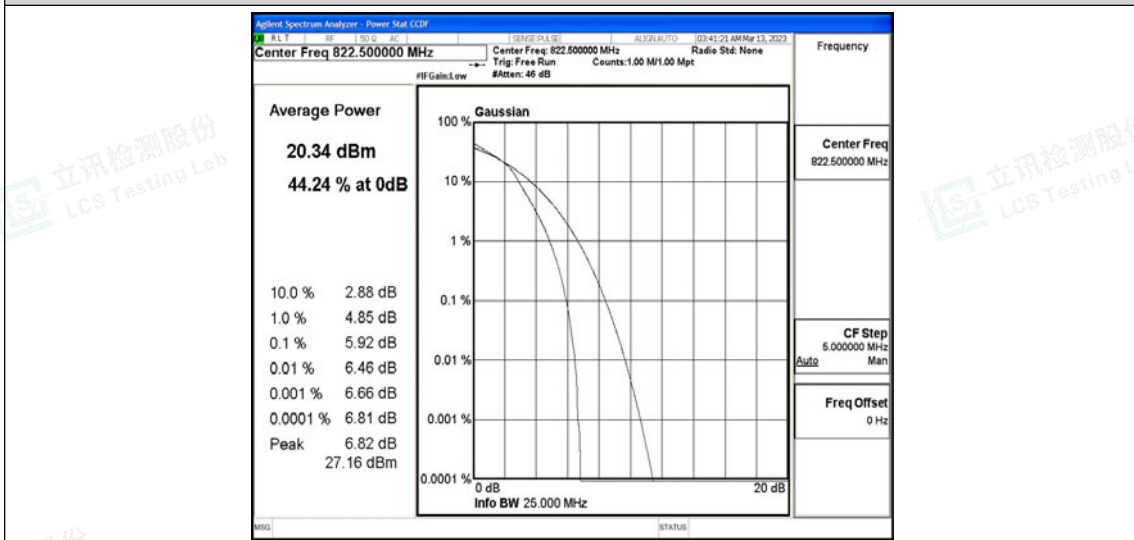 Agilent Spectrum Analyzer - Power Stat CCDF
RLT RF 50 Ω AC SENSE:PULSE ALIGNAUTO 03:41:21 AM Mar 13, 2023
Center Freq 822.500000 MHz
Center Freq: 822.500000 MHz Radio Std: None
Trig: Free Run Counts:1.00 M/1.00 Mpt
#IFGain:Low #Atten: 46 dB
Frequency
Average Power
20.34 dBm
44.24 % at 0dB
10.0 % 2.88 dB
1.0 % 4.85 dB
0.1 % 5.92 dB
0.01 % 6.46 dB
0.001 % 6.66 dB
0.0001 % 6.81 dB
Peak 6.82 dB
27.16 dBm
Gaussian
100 %
10 %
1 %
0.1 %
0.01 %
0.001 %
0.0001 %
0 dB 20 dB
Info BW 25.000 MHz
Center Freq
822.500000 MHz
CF Step
5.000000 MHz
Auto Man
Freq Offset
0 Hz
MSG STATUS
立讯检测股份
LCS Testing Lab
立讯检测股份
LCS Testing L